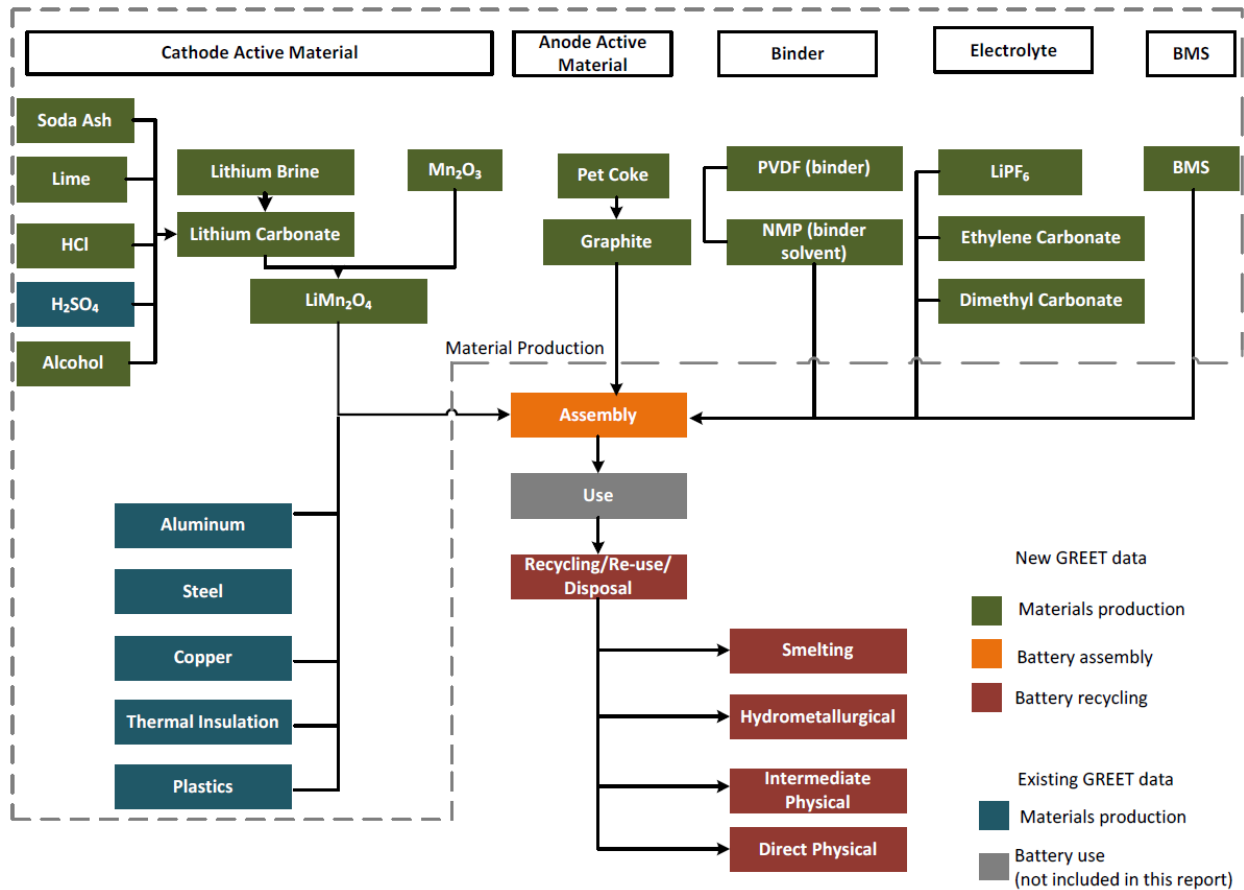 Cathode Active Material
Anode Active
Material
Binder
Electrolyte
BMS
Soda Ash
Lime
HCl
H₂SO₄
Alcohol
Lithium Brine
Lithium Carbonate
Mn₂O₃
LiMn₂O₄
Pet Coke
Graphite
PVDF (binder)
NMP (binder
solvent)
LiPF₆
Ethylene Carbonate
Dimethyl Carbonate
BMS
Material Production
Assembly
Use
Recycling/Re-use/
Disposal
Aluminum
Steel
Copper
Thermal Insulation
Plastics
Smelting
Hydrometallurgical
Intermediate
Physical
Direct Physical
New GREET data
Materials production
Battery assembly
Battery recycling
Existing GREET data
Materials production
Battery use
(not included in this report)